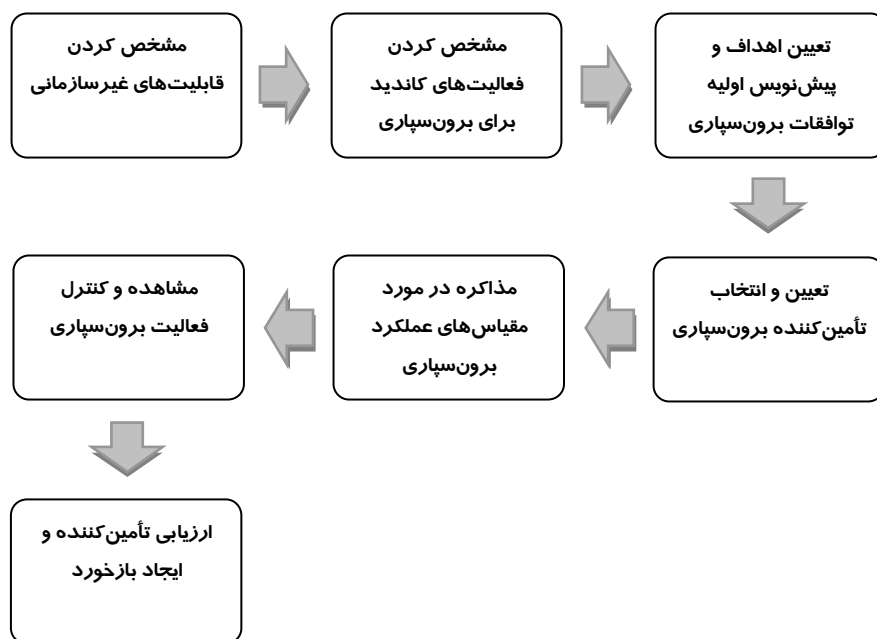 مشخص کردن
قابلیت‌های غیرسازمانی
مشخص کردن
فعالیت‌های کاندید
برای برون‌سپاری
تعیین اهداف و
پیش‌نویس اولیه
توافقات برون‌سپاری
تعیین و انتخاب
تأمین‌کننده برون‌سپاری
مذاکره در مورد
مقیاس‌های عملکرد
برون‌سپاری
مشاهده و کنترل
فعالیت برون‌سپاری
ارزیابی تأمین‌کننده و
ایجاد بازخورد